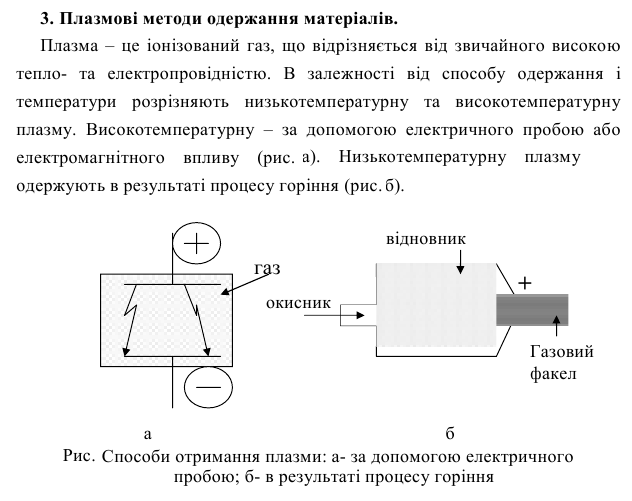 3. Плазмові методи одержання матеріалів.
Плазма – це іонізований газ, що відрізняється від звичайного високою
тепло- та електропровідністю. В залежності від способу одержання і
температури розрізняють низькотемпературну та високотемпературну
плазму. Високотемпературну – за допомогою електричного пробою або
електромагнітного впливу (рис. а). Низькотемпературну плазму
одержують в результаті процесу горіння (рис. б).
+
газ
−
відновник
окисник
+
Газовий
факел
а
б
Рис. Способи отримання плазми: а- за допомогою електричного
пробою; б- в результаті процесу горіння